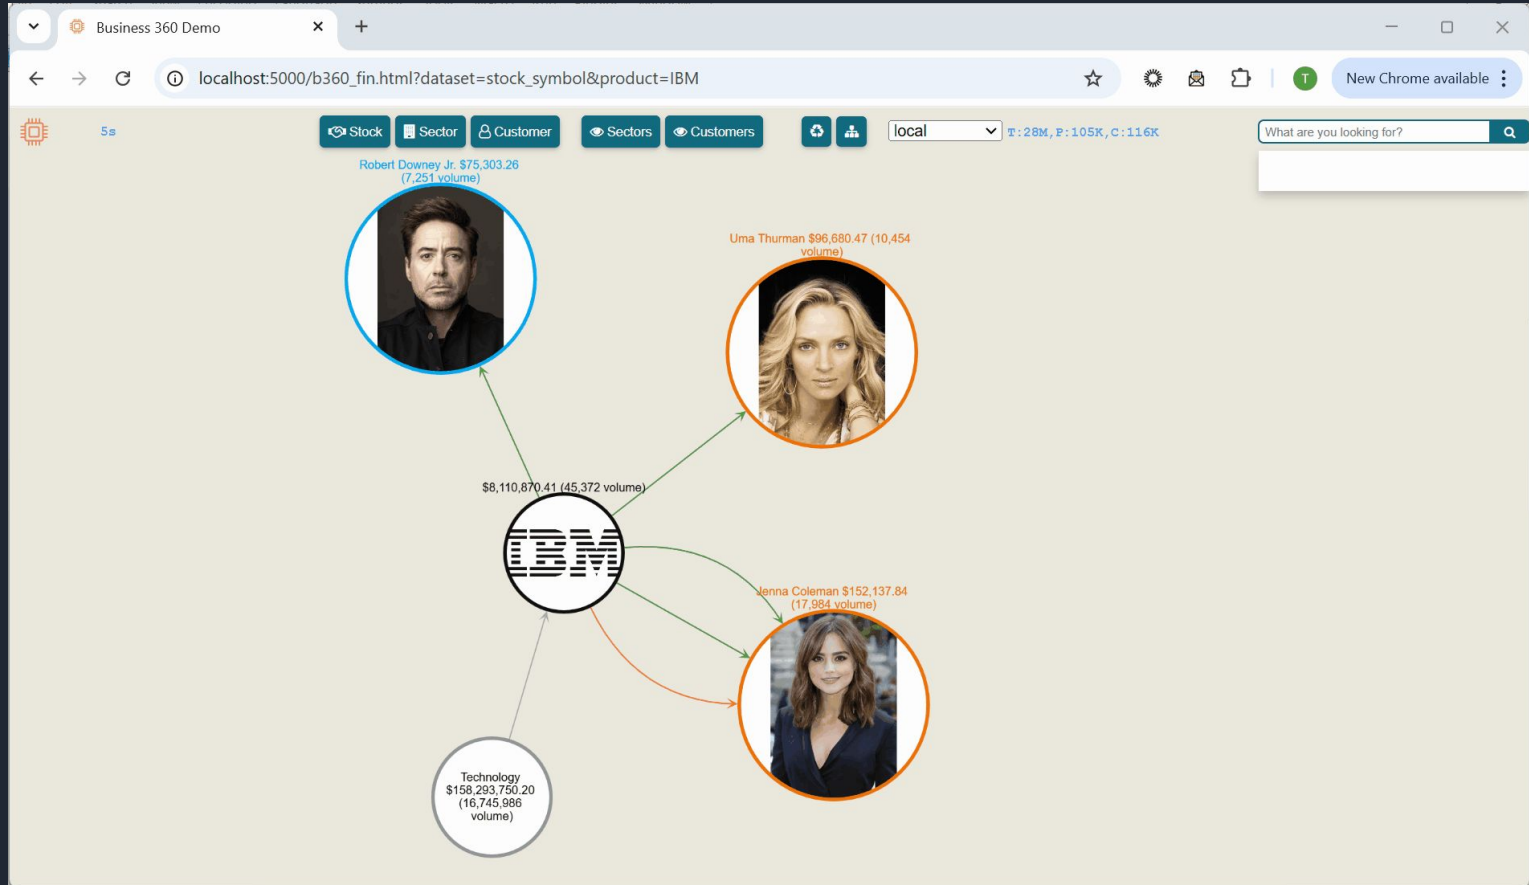 Business 360 Demo
localhost:5000/b360_fin.html?dataset=stock_symbol&product=IBM
T
New Chrome available
5s
Stock
Sector
Customer
Sectors
Customers
local
T:28M,P:105K,C:116K
What are you looking for?
Robert Downey Jr. $75,303.26
(7,251 volume)
Uma Thurman $96,680.47 (10,454
volume)
$8,110,870.41 (45,372 volume)
IBM
Jenna Coleman $152,137.84
(17,984 volume)
Technology
$158,293,750.20
(16,745,986
volume)